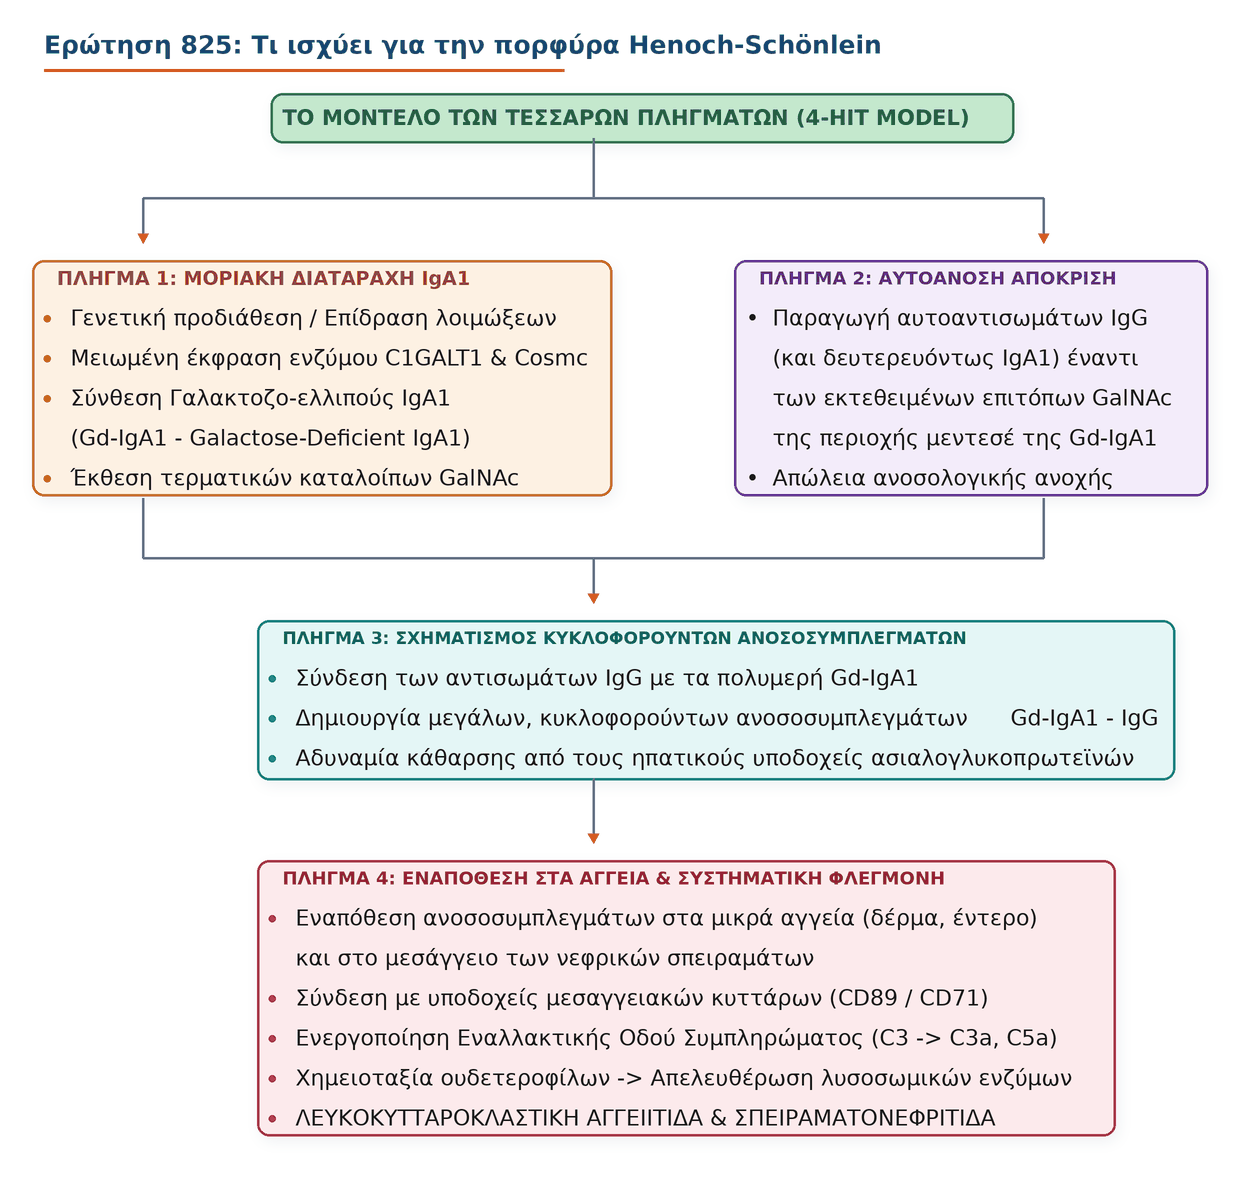 Ερώτηση 825: Τι ισχύει για την πορφύρα Henoch-Schönlein
ΤΟ ΜΟΝΤΕΛΟ ΤΩΝ ΤΕΣΣΑΡΩΝ ΠΛΗΓΜΑΤΩΝ (4-HIT MODEL)
ΠΛΗΓΜΑ 1: ΜΟΡΙΑΚΗ ΔΙΑΤΑΡΑΧΗ IgA1
• Γενετική προδιάθεση / Επίδραση λοιμώξεων
• Μειωμένη έκφραση ενζύμου C1GALT1 & Cosmc
• Σύνθεση Γαλακτοζο-ελλιπούς IgA1
(Gd-IgA1 - Galactose-Deficient IgA1)
• Έκθεση τερματικών καταλοίπων GalNAc
ΠΛΗΓΜΑ 2: ΑΥΤΟΑΝΟΣΗ ΑΠΟΚΡΙΣΗ
• Παραγωγή αυτοαντισωμάτων IgG
(και δευτερευόντως IgA1) έναντι
των εκτεθειμένων επιτόπων GalNAc
της περιοχής μεντεσέ της Gd-IgA1
• Απώλεια ανοσολογικής ανοχής
ΠΛΗΓΜΑ 3: ΣΧΗΜΑΤΙΣΜΟΣ ΚΥΚΛΟΦΟΡΟΥΝΤΩΝ ΑΝΟΣΟΣΥΜΠΛΕΓΜΑΤΩΝ
• Σύνδεση των αντισωμάτων IgG με τα πολυμερή Gd-IgA1
• Δημιουργία μεγάλων, κυκλοφορούντων ανοσοσυμπλεγμάτων Gd-IgA1 - IgG
• Αδυναμία κάθαρσης από τους ηπατικούς υποδοχείς ασιαλογλυκοπρωτεϊνών
ΠΛΗΓΜΑ 4: ΕΝΑΠΟΘΕΣΗ ΣΤΑ ΑΓΓΕΙΑ & ΣΥΣΤΗΜΑΤΙΚΗ ΦΛΕΓΜΟΝΗ
• Εναπόθεση ανοσοσυμπλεγμάτων στα μικρά αγγεία (δέρμα, έντερο)
και στο μεσάγγειο των νεφρικών σπειραμάτων
• Σύνδεση με υποδοχείς μεσαγγειακών κυττάρων (CD89 / CD71)
• Ενεργοποίηση Εναλλακτικής Οδού Συμπληρώματος (C3 -> C3a, C5a)
• Χημειοταξία ουδετεροφίλων -> Απελευθέρωση λυσοσωμικών ενζύμων
• ΛΕΥΚΟΚΥΤΤΑΡΟΚΛΑΣΤΙΚΗ ΑΓΓΕΙΙΤΙΔΑ & ΣΠΕΙΡΑΜΑΤΟΝΕΦΡΙΤΙΔΑ